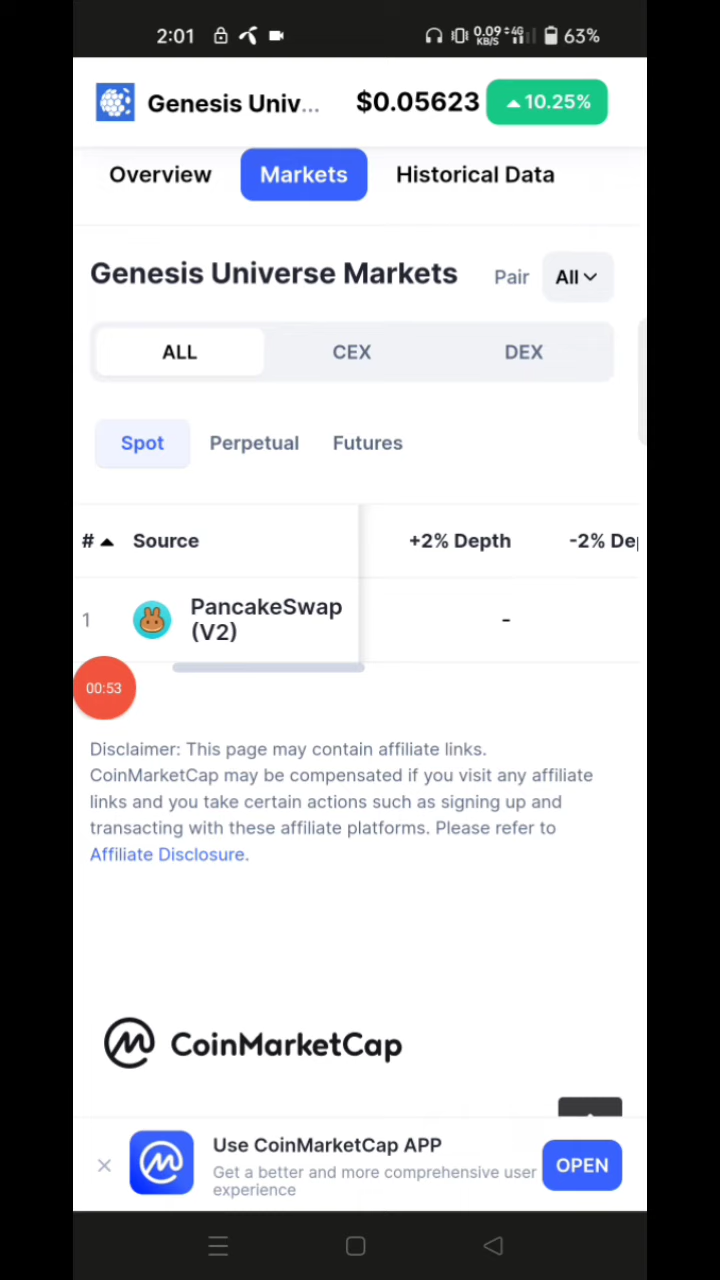 2:01 0.09 KB/S 4G 63%
Genesis Univ... $0.05623 10.25%
Overview Markets Historical Data
Genesis Universe Markets Pair All
ALL CEX DEX
Spot Perpetual Futures
# Source +2% Depth -2% De
1 PancakeSwap (V2) -
00:53
Disclaimer: This page may contain affiliate links.
CoinMarketCap may be compensated if you visit any affiliate
links and you take certain actions such as signing up and
transacting with these affiliate platforms. Please refer to
Affiliate Disclosure.
CoinMarketCap
Use CoinMarketCap APP
Get a better and more comprehensive user
experience
OPEN